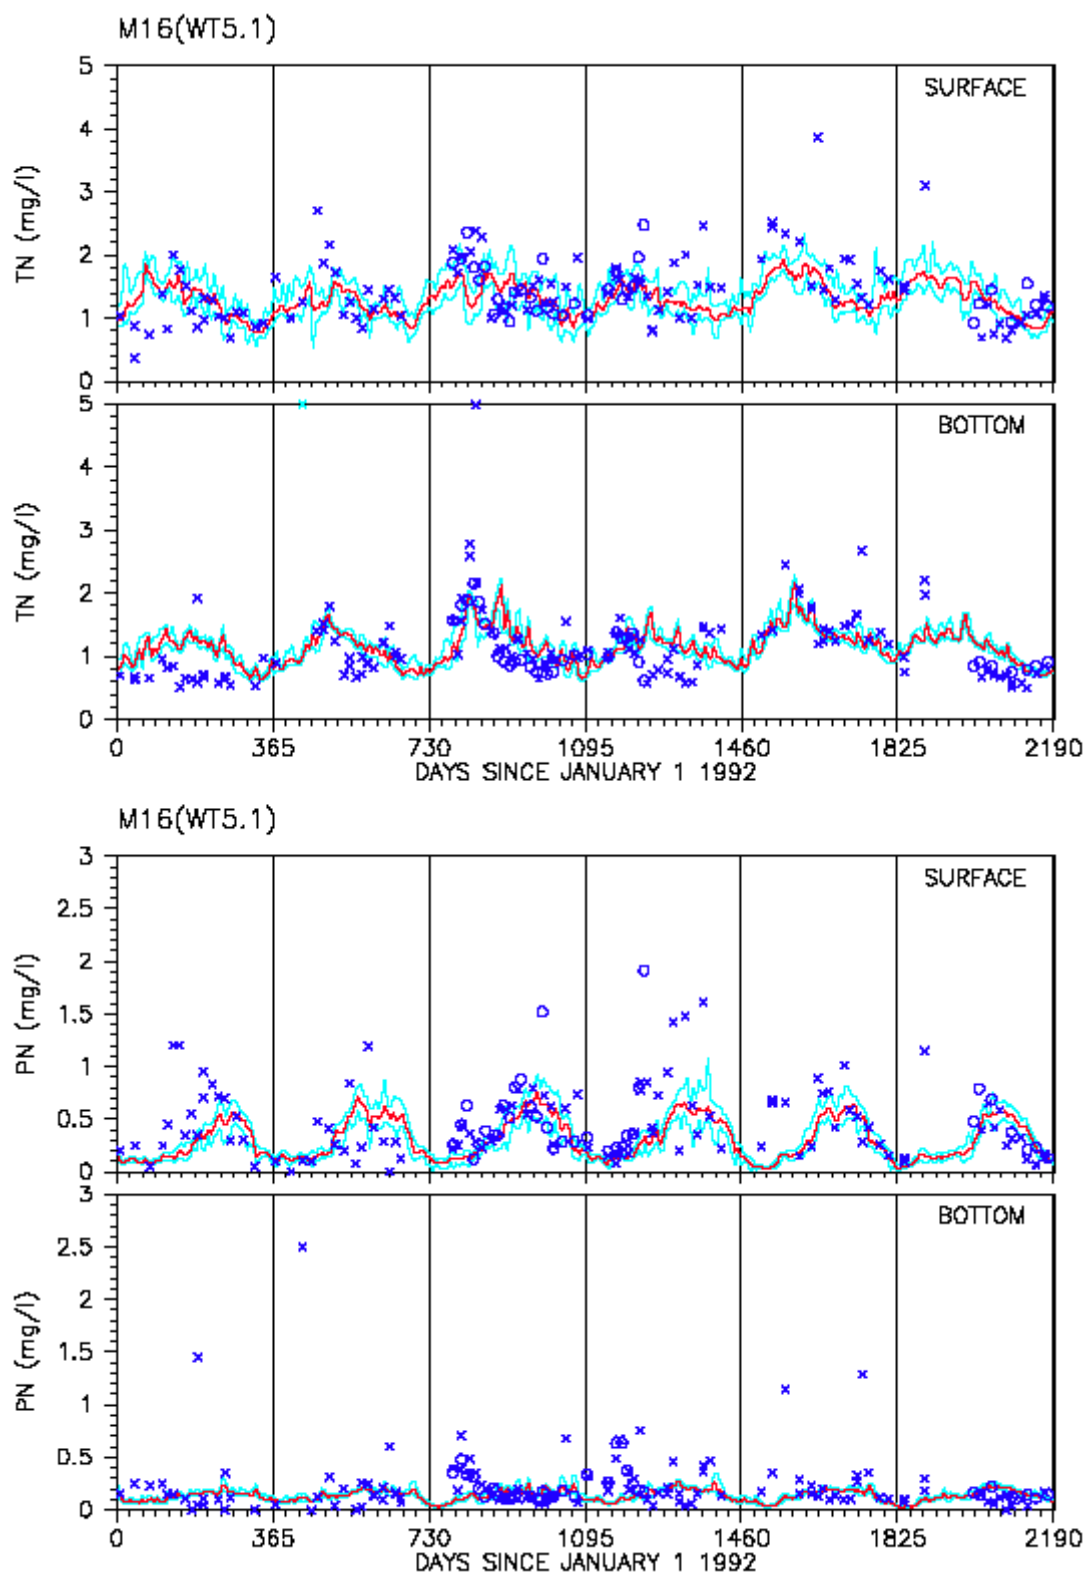 M16(WT5.1)
5
SURFACE
4
3
TN (mg/l)
2
1
0
5
BOTTOM
4
3
TN (mg/l)
2
1
0
0 365 730 1095 1460 1825 2190
DAYS SINCE JANUARY 1 1992
M16(WT5.1)
3
SURFACE
2.5
2
PN (mg/l)
1.5
1
0.5
0
3
BOTTOM
2.5
2
PN (mg/l)
1.5
1
0.5
0
0 365 730 1095 1460 1825 2190
DAYS SINCE JANUARY 1 1992